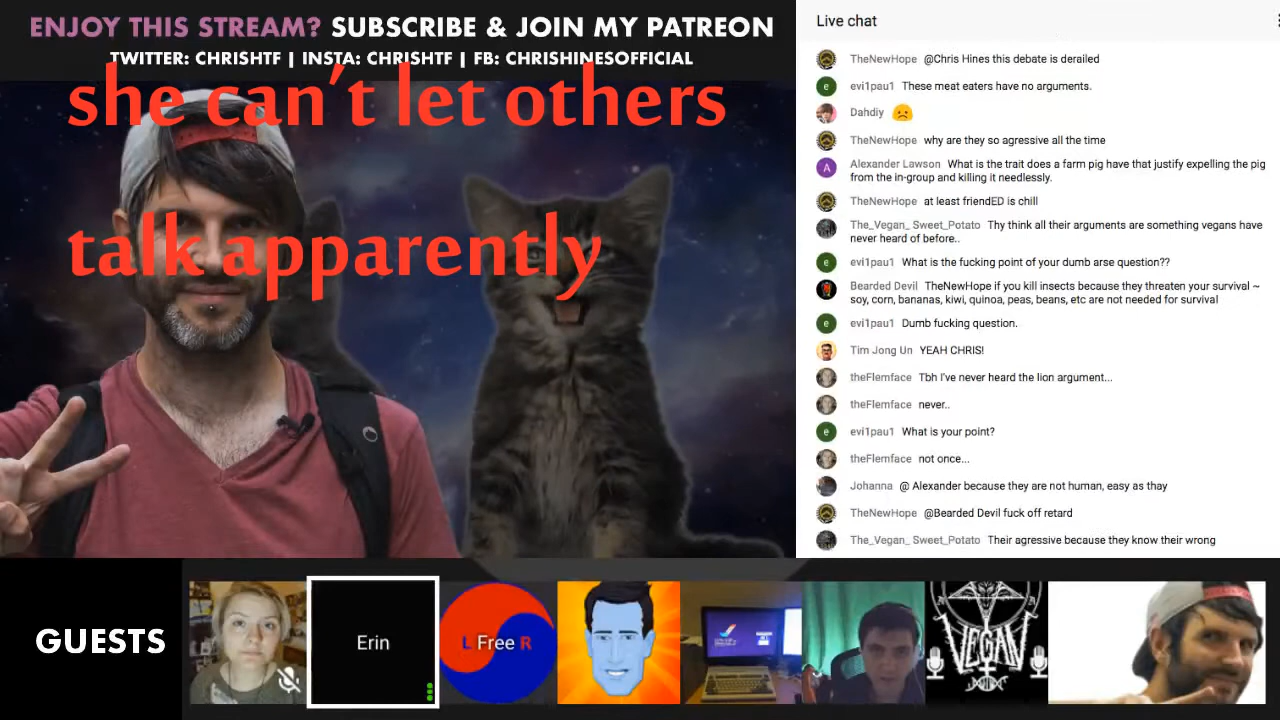 ENJOY THIS STREAM? SUBSCRIBE & JOIN MY PATREON
TWITTER: CHRISHTF | INSTA: CHRISHTF | FB: CHRISHINESOFFICIAL
she can't let others
talk apparently
Live chat
TheNewHope @Chris Hines this debate is derailed
evi1pau1 These meat eaters have no arguments.
Dahdiy
TheNewHope why are they so agressive all the time
Alexander Lawson What is the trait does a farm pig have that justify expelling the pig
from the in-group and killing it needlessly.
TheNewHope at least friendED is chill
The_Vegan_ Sweet_Potato Thy think all their arguments are something vegans have
never heard of before..
evi1pau1 What is the fucking point of your dumb arse question??
Bearded Devil TheNewHope if you kill insects because they threaten your survival ~
soy, corn, bananas, kiwi, quinoa, peas, beans, etc are not needed for survival
evi1pau1 Dumb fucking question.
Tim Jong Un YEAH CHRIS!
theFlemface Tbh I've never heard the lion argument...
theFlemface never..
evi1pau1 What is your point?
theFlemface not once...
Johanna @ Alexander because they are not human, easy as thay
TheNewHope @Bearded Devil fuck off retard
The_Vegan_ Sweet_Potato Their agressive because they know their wrong
GUESTS
Erin
L Free R
VEGAN